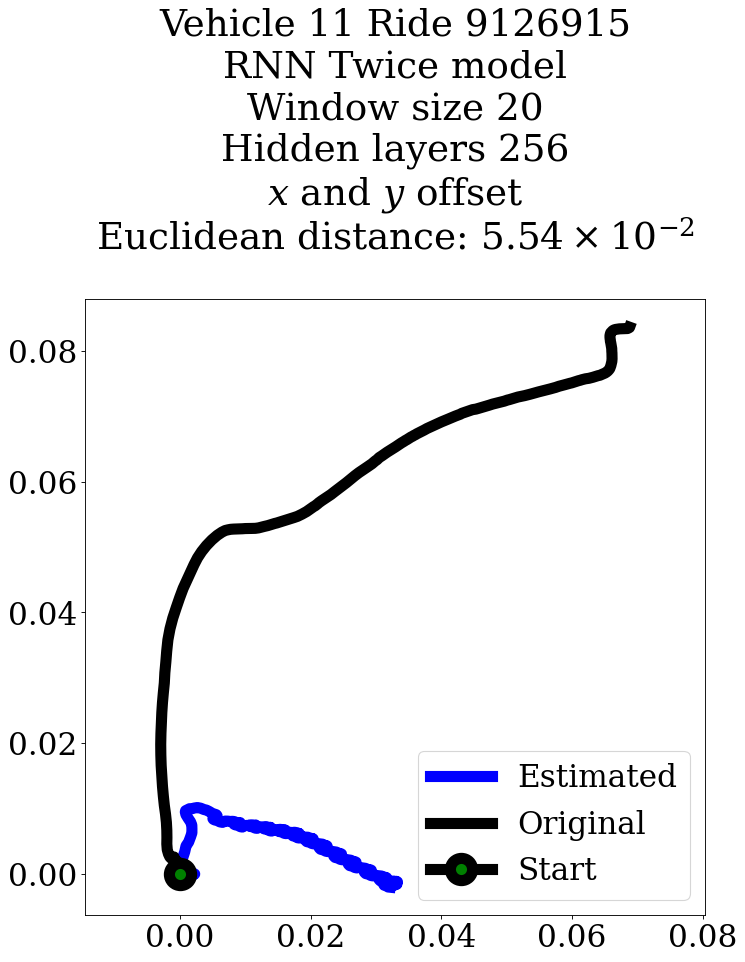 Vehicle 11 Ride 9126915
RNN Twice model
Window size 20
Hidden layers 256
x and y offset
Euclidean distance: 5.54 × 10⁻²
0.08
0.06
0.04
0.02
0.00
Estimated
Original
Start
0.00 0.02 0.04 0.06 0.08